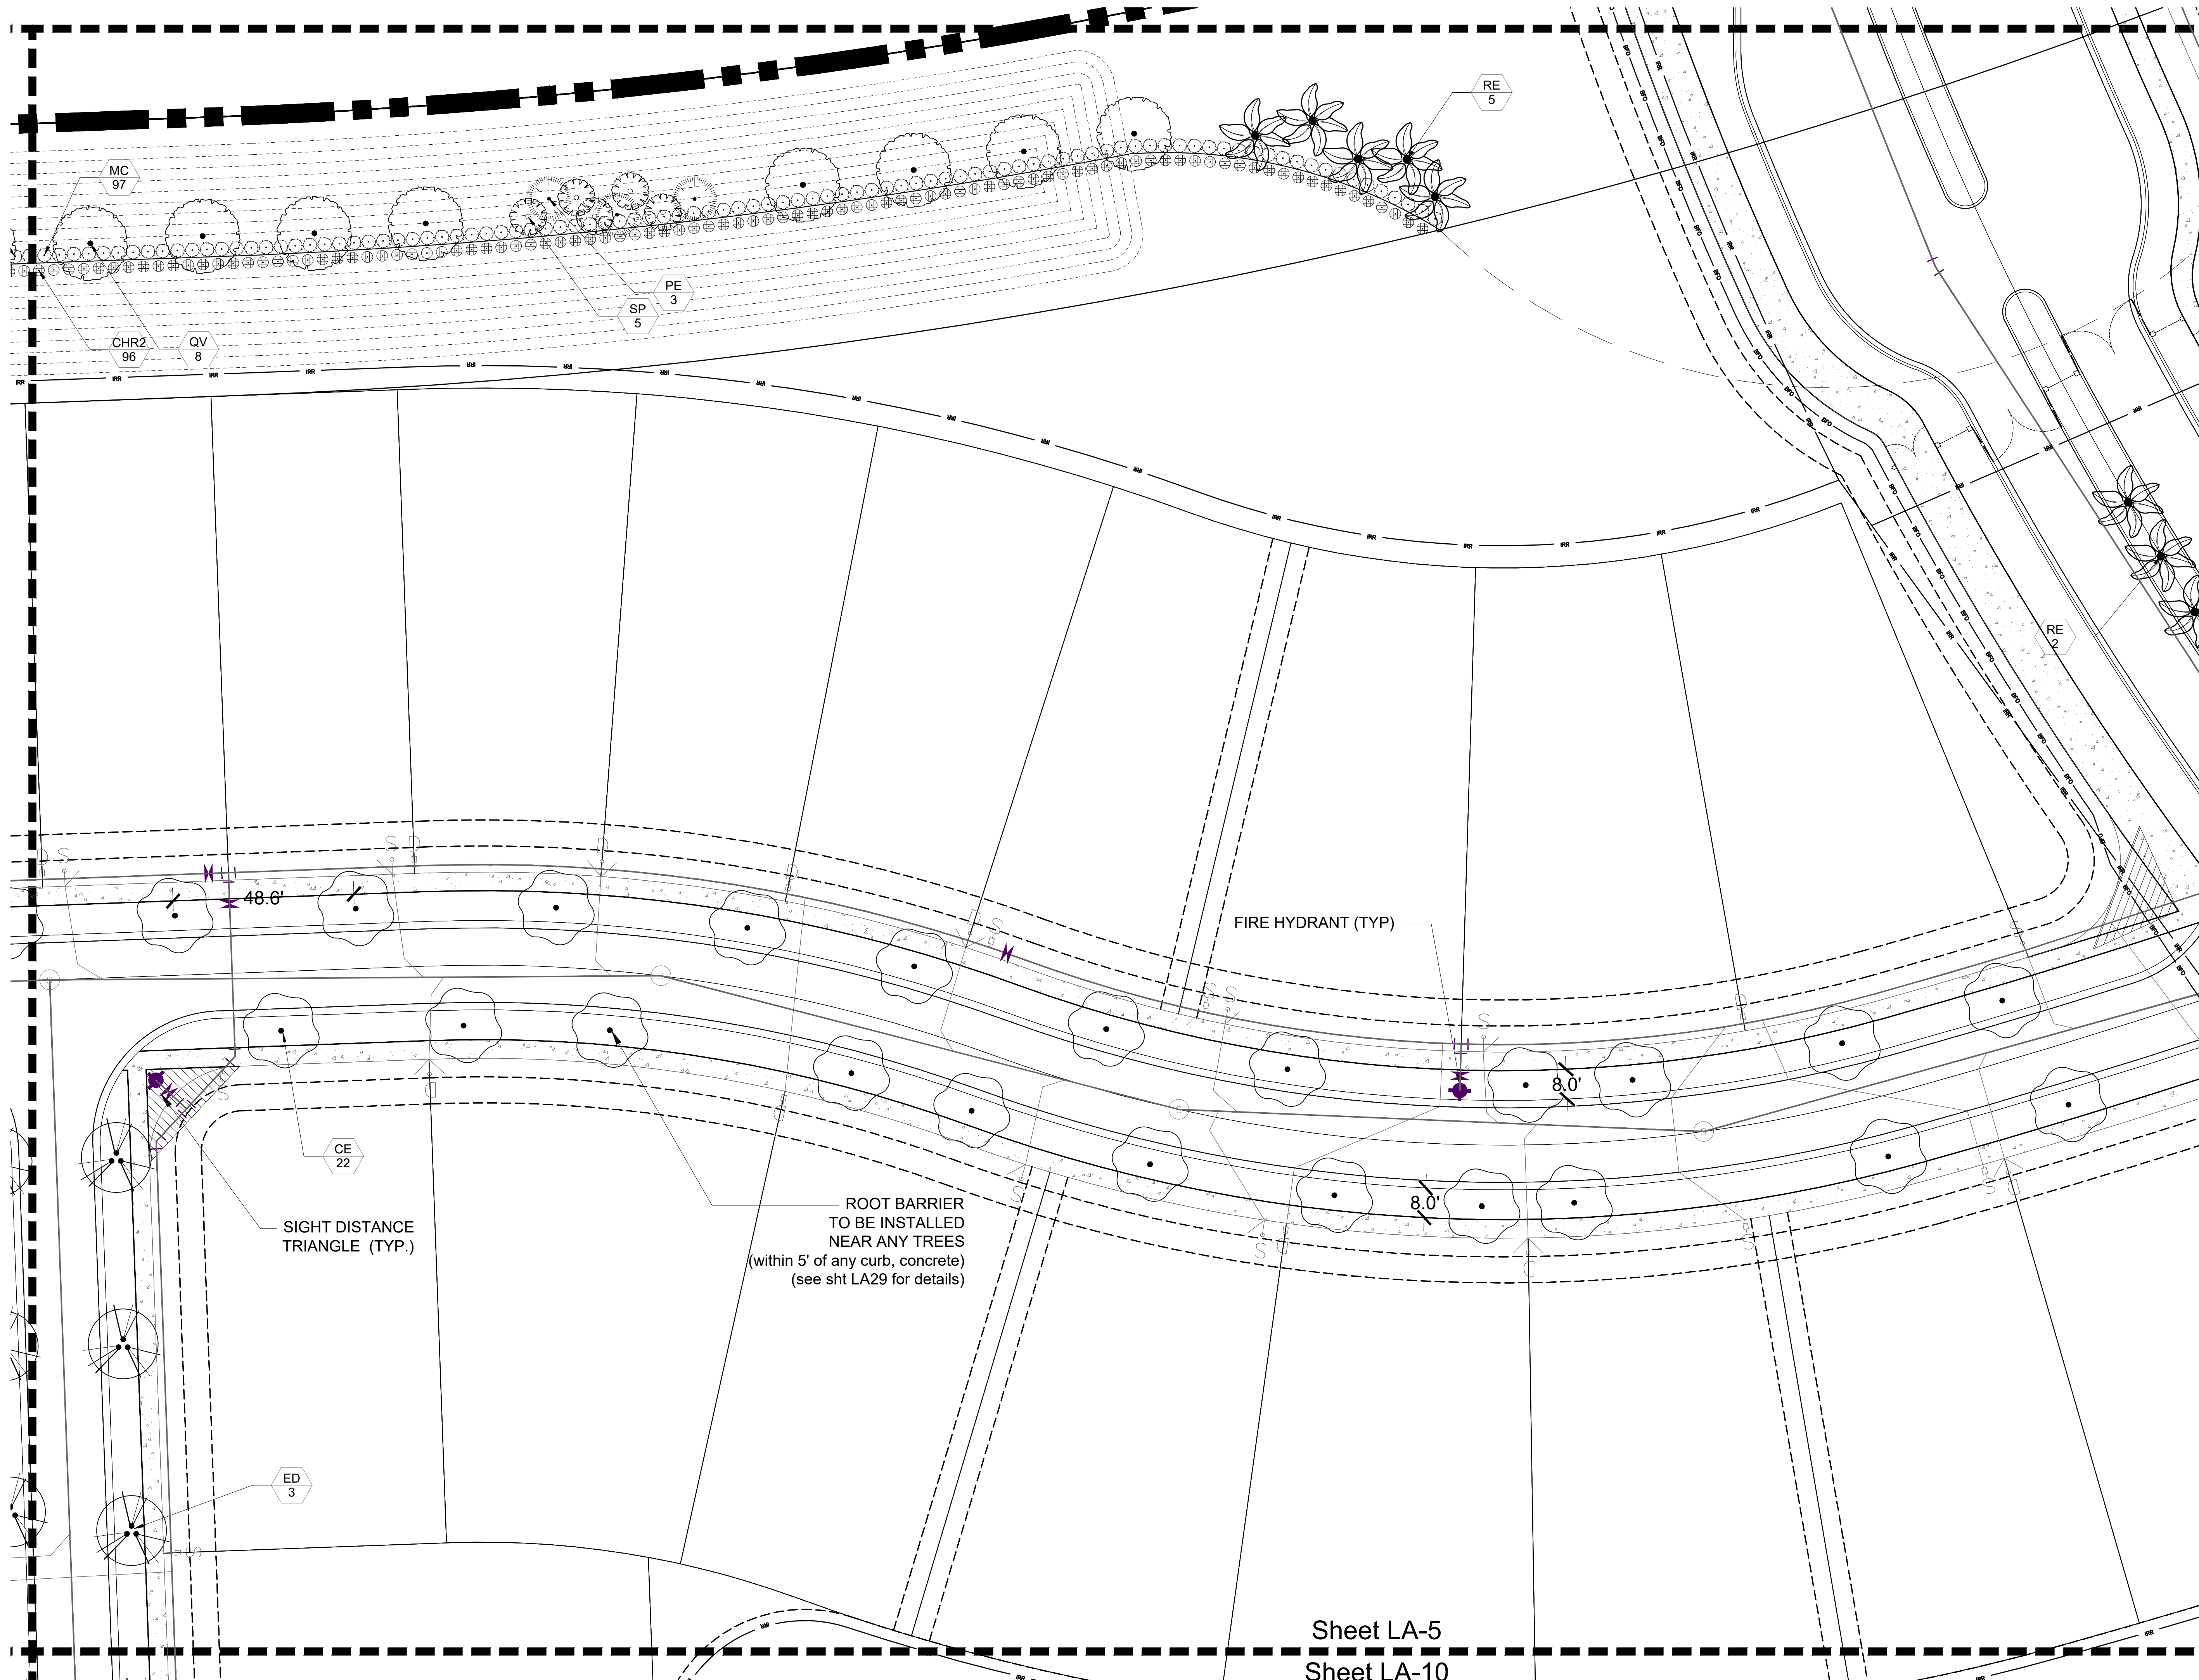 RE
5
MC
97
PE
3
SP
5
CHR2
96
QV
8
IRR
BFO
RE
2
48.6'
FIRE HYDRANT (TYP)
8.0'
CE
22
8.0'
ROOT BARRIER
TO BE INSTALLED
NEAR ANY TREES
(within 5' of any curb, concrete)
(see sht LA29 for details)
SIGHT DISTANCE
TRIANGLE (TYP.)
ED
3
Sheet LA-5
Sheet LA-10